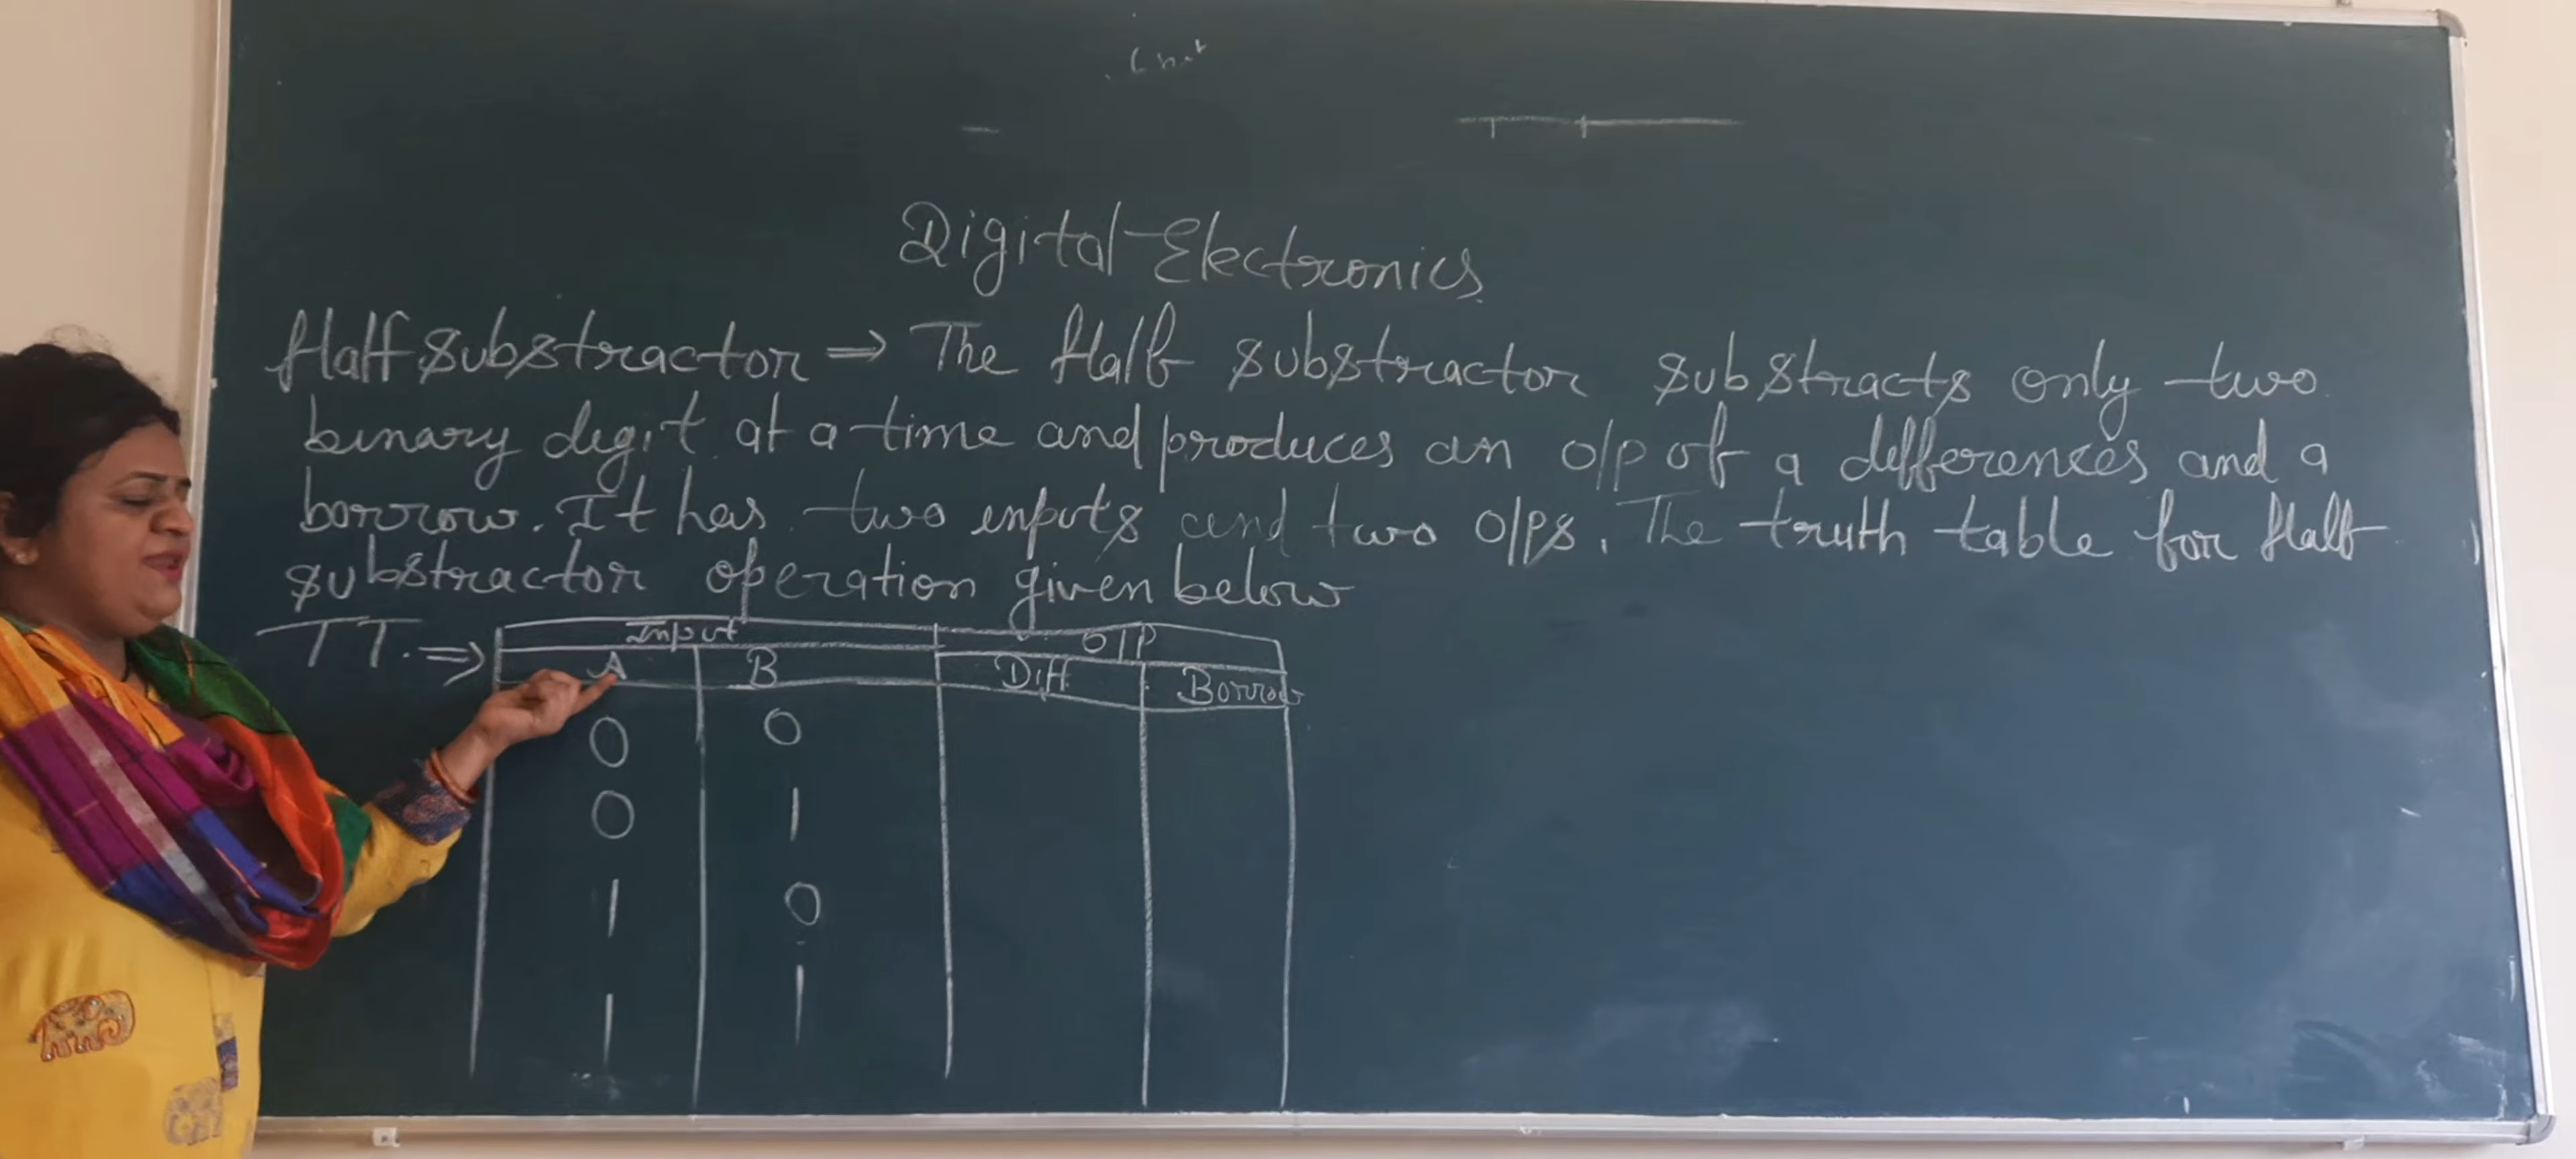 Digital Electronics
Half substractor ⇒ The Half substractor substracts only two
binary digit at a time and produces an o/p of a differences and a
borrow. It has two inputs and two o/ps. The truth table for Half
substractor operation given below
T T. ⇒ Input O/P
A B Diff Borrow
0 0
0 1
1 0
1 1